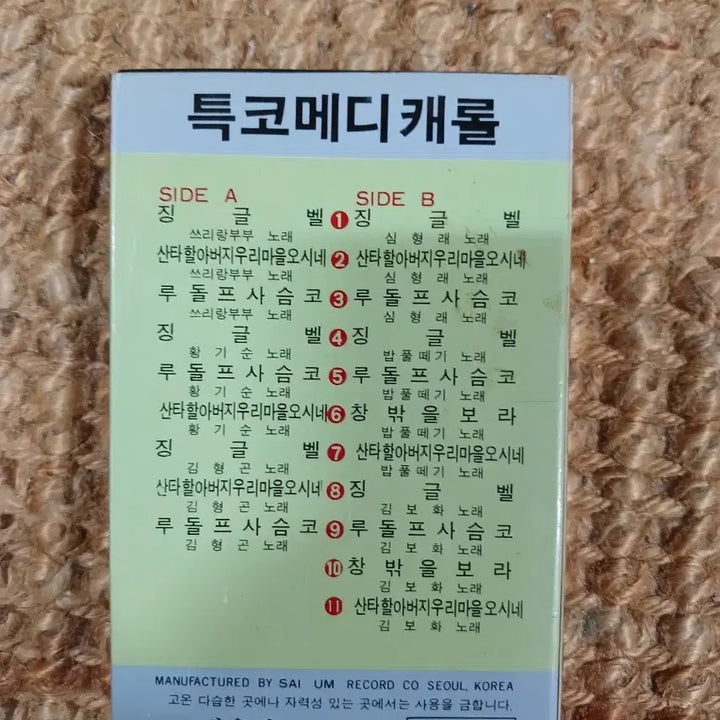 특코메디캐롤
SIDE A SIDE B
징 글 벨 ❶ 징 글 벨
쓰리랑부부 노래 심 형 래 노래
산타할아버지우리마을오시네 ❷ 산타할아버지우리마을오시네
쓰리랑부부 노래 심 형 래 노래
루 돌 프 사 슴 코 ❸ 루 돌 프 사 슴 코
쓰리랑부부 노래 심 형 래 노래
징 글 벨 ❹ 징 글 벨
황 기 순 노래 밥풀떼기 노래
루 돌 프 사 슴 코 ❺ 루 돌 프 사 슴 코
황 기 순 노래 밥풀떼기 노래
산타할아버지우리마을오시네 ❻ 창 밖 을 보 라
황 기 순 노래 밥풀떼기 노래
징 글 벨 ❼ 산타할아버지우리마을오시네
김 형 곤 노래 밥풀떼기 노래
산타할아버지우리마을오시네 ❽ 징 글 벨
김 형 곤 노래 김 보 화 노래
루 돌 프 사 슴 코 ❾ 루 돌 프 사 슴 코
김 형 곤 노래 김 보 화 노래
❿ 창 밖 을 보 라
김 보 화 노래
⓫ 산타할아버지우리마을오시네
김 보 화 노래
MANUFACTURED BY SAI UM RECORD CO SEOUL, KOREA
고온 다습한 곳에나 자력성 있는 곳에서는 사용을 금합니다.